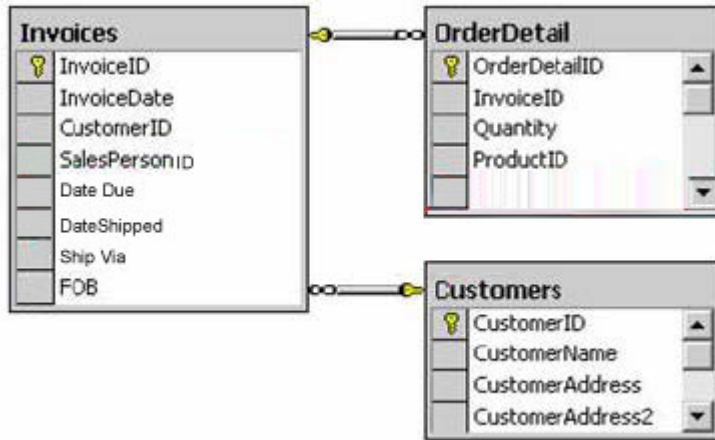 Invoices
InvoiceID
InvoiceDate
CustomerID
SalesPersonID
Date Due
DateShipped
Ship Via
FOB
OrderDetail
OrderDetailID
InvoiceID
Quantity
ProductID
Customers
CustomerID
CustomerName
CustomerAddress
CustomerAddress2